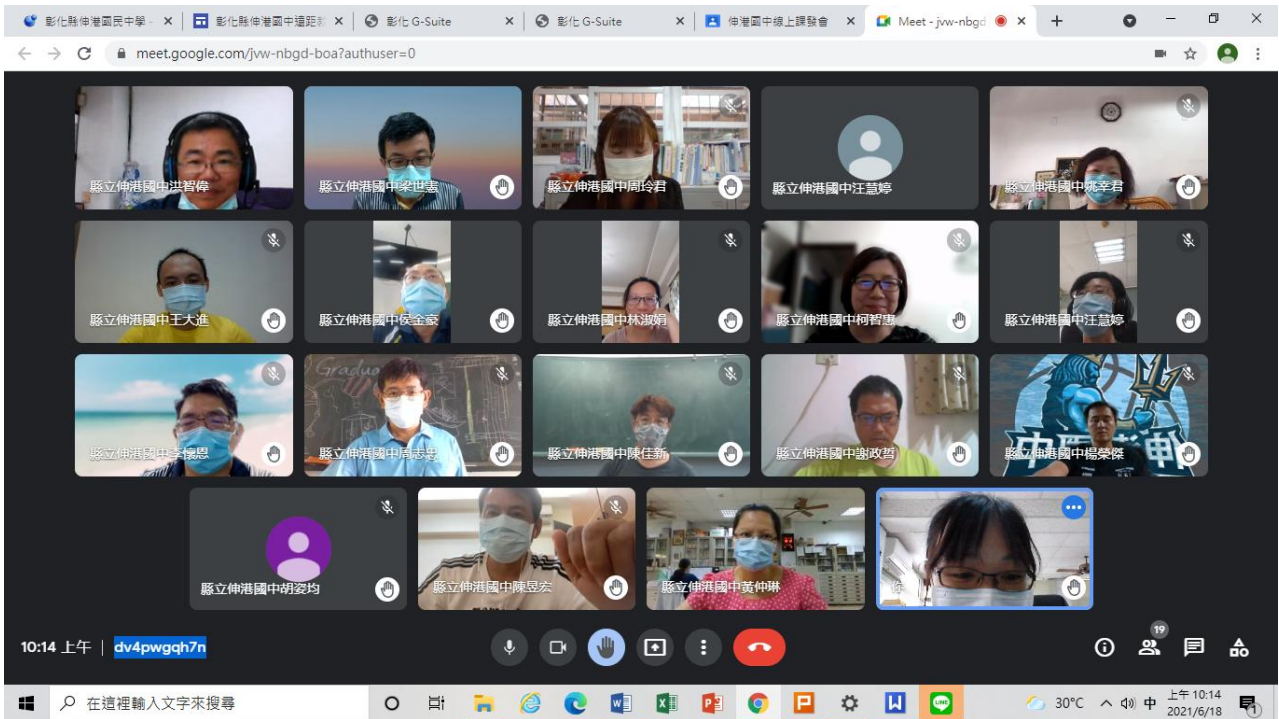 彰化縣伸港國民中學 -
彰化縣伸港國中遠距教
彰化 G-Suite
彰化 G-Suite
伸港國中線上課發會
Meet - jvw-nbgd
meet.google.com/jvw-nbgd-boa?authuser=0
縣立伸港國中洪智偉
縣立伸港國中梁世憲
縣立伸港國中周玲君
縣立伸港國中汪慧婷
縣立伸港國中姚幸君
縣立伸港國中王大進
縣立伸港國中侯全豪
縣立伸港國中林淑娟
縣立伸港國中柯智惠
縣立伸港國中汪慧婷
Graduo
縣立伸港國中李懷恩
縣立伸港國中周志忠
縣立伸港國中陳佳新
縣立伸港國中謝政哲
縣立伸港國中楊榮傑
縣立伸港國中胡姿均
縣立伸港國中陳昱宏
縣立伸港國中黃仲琳
你
10:14 上午 | dv4pwgqh7n
19
在這裡輸入文字來搜尋
30°C
中
上午 10:14
2021/6/18
1